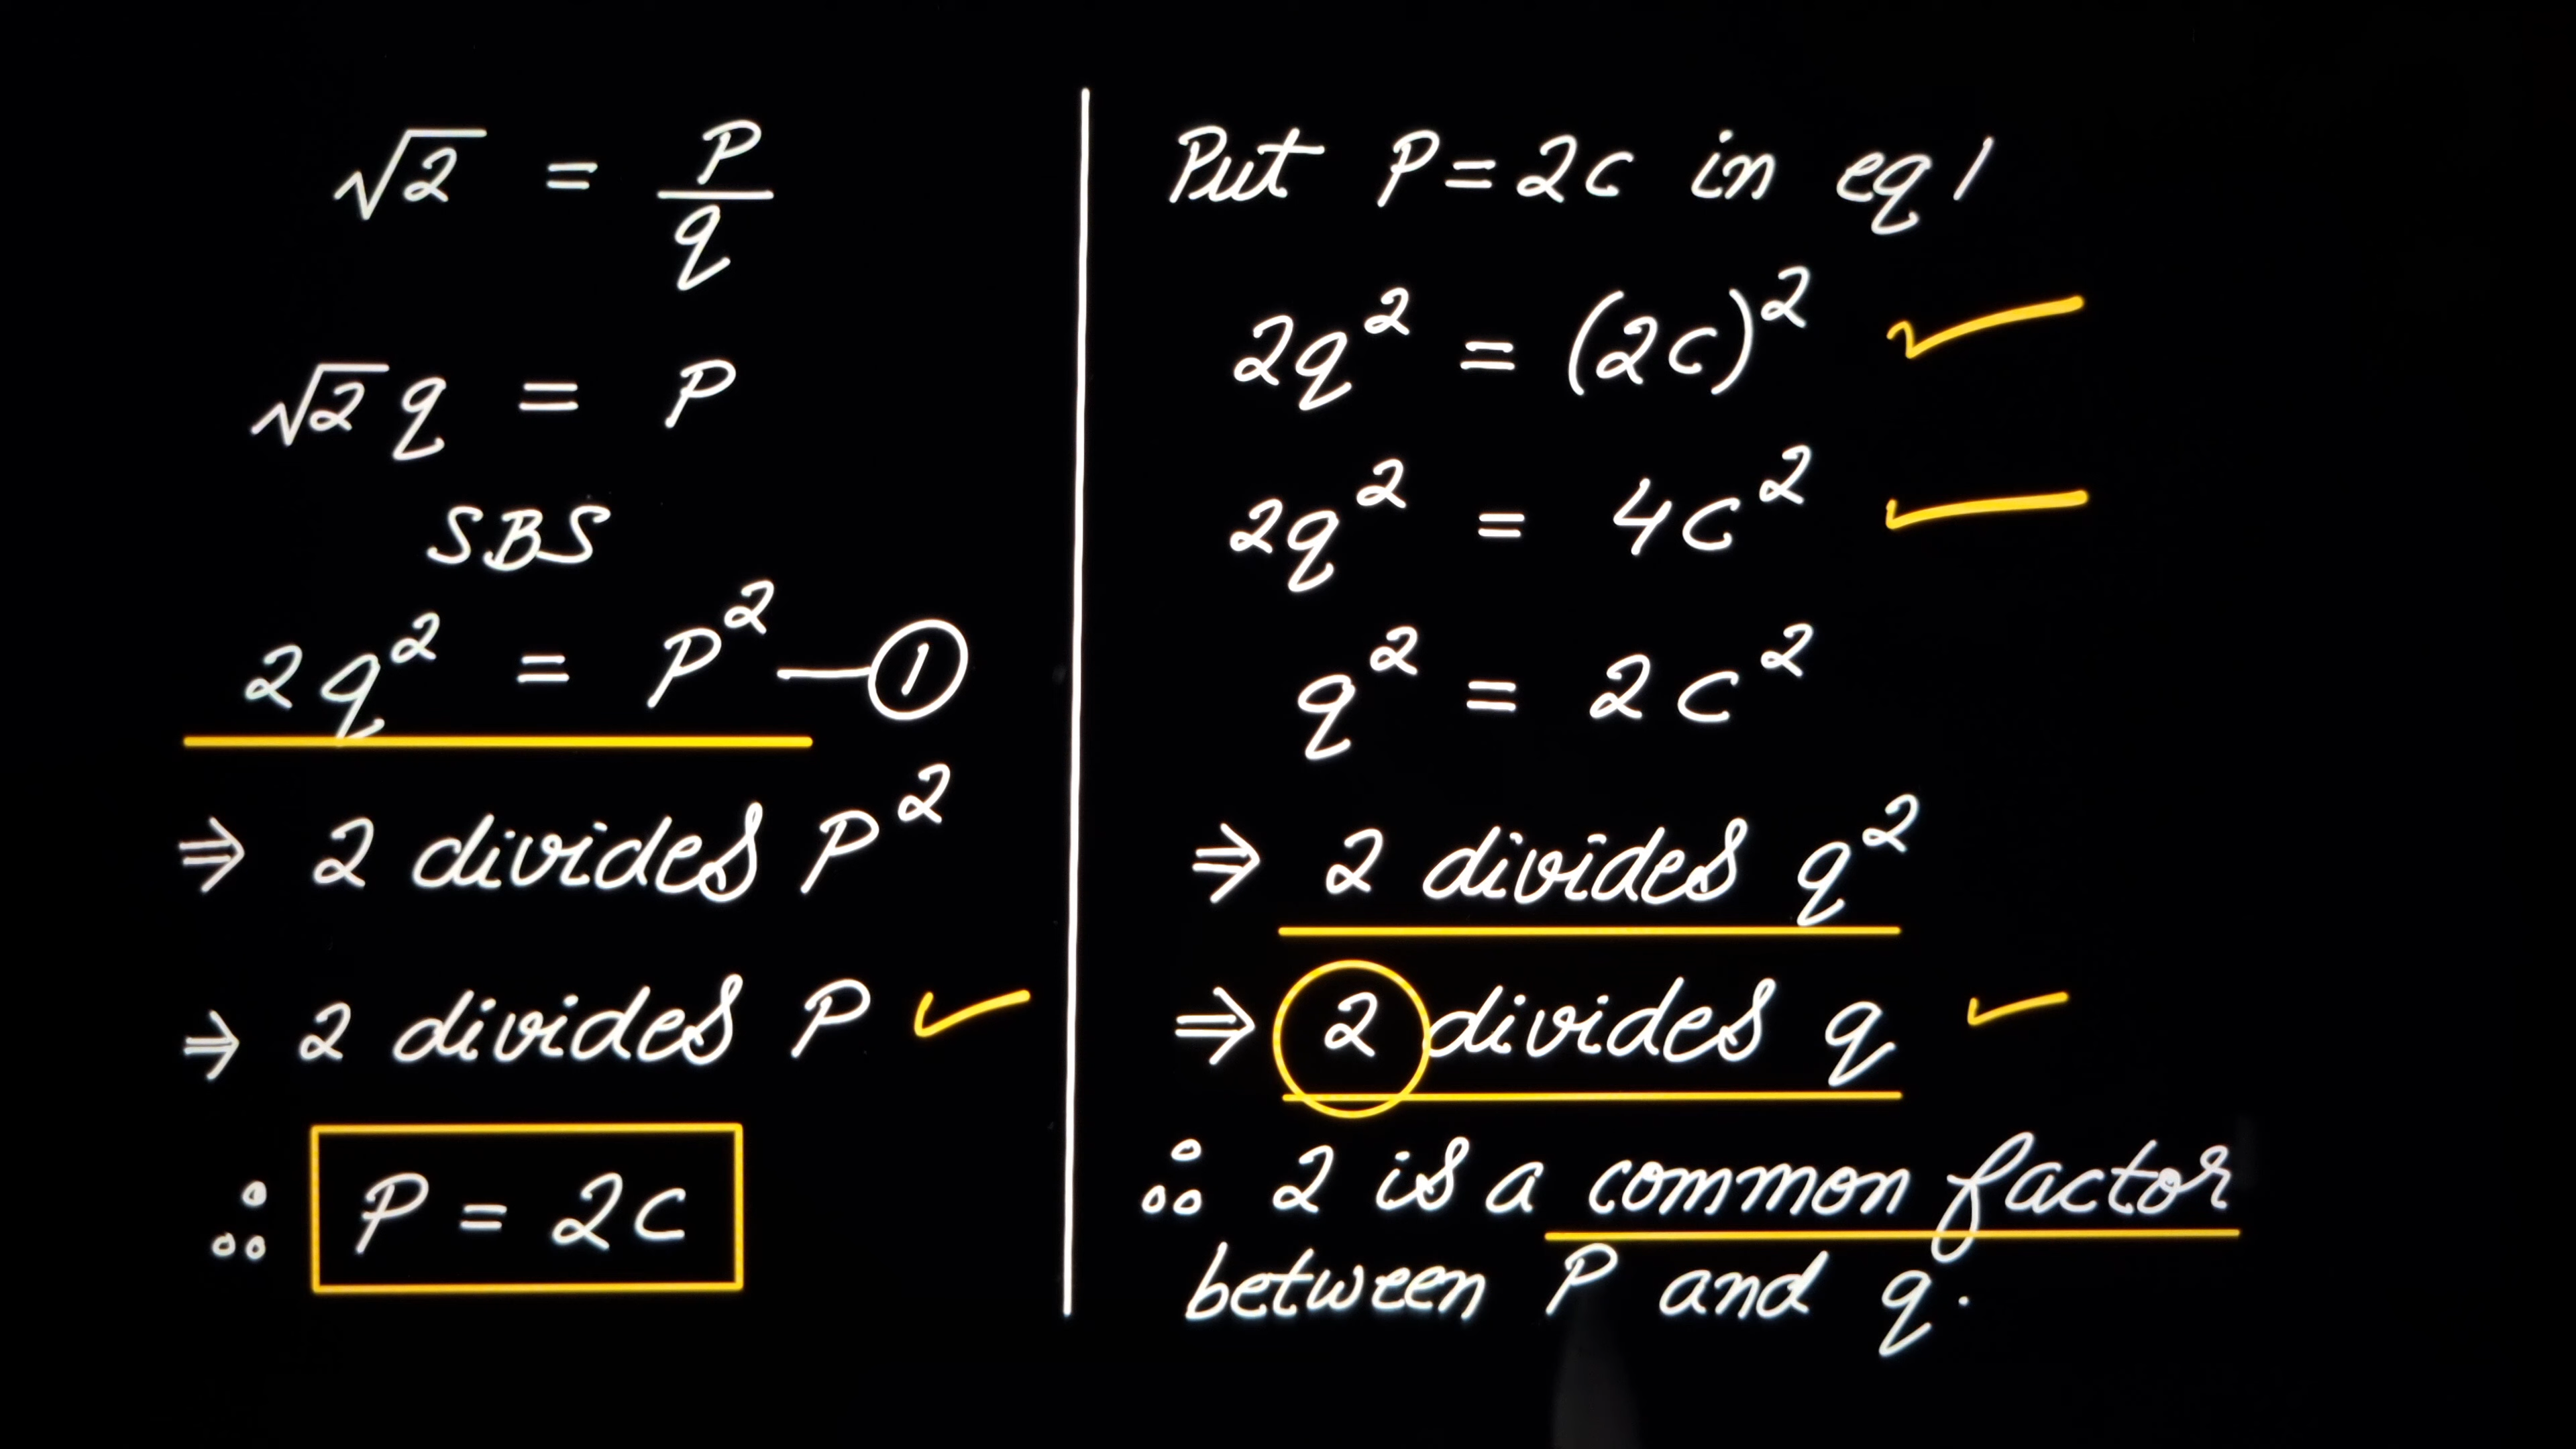 √2 = P/q
√2 q = P
SBS
2q² = P² — ①
⇒ 2 divides P²
⇒ 2 divides P ✓
∴ P = 2c
Put P = 2c in eq 1
2q² = (2c)² ✓
2q² = 4c² ✓
q² = 2c²
⇒ 2 divides q²
⇒ 2 divides q ✓
∴ 2 is a common factor
between P and q.